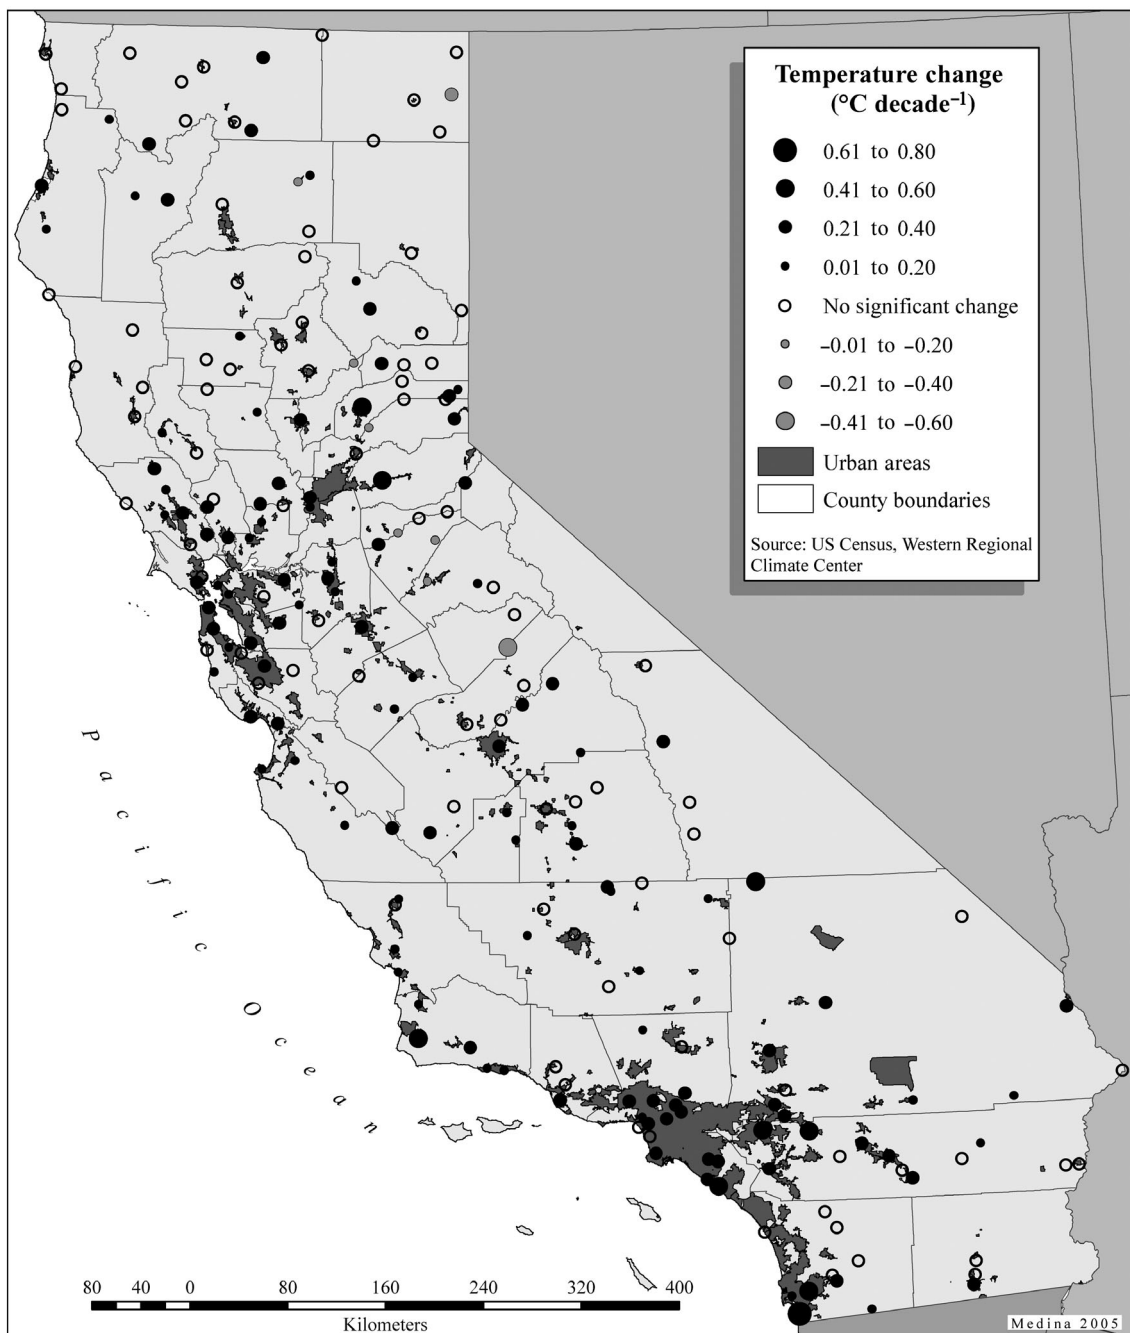 Temperature change
(°C decade⁻¹)
0.61 to 0.80
0.41 to 0.60
0.21 to 0.40
0.01 to 0.20
No significant change
–0.01 to –0.20
–0.21 to –0.40
–0.41 to –0.60
Urban areas
County boundaries
Source: US Census, Western Regional
Climate Center
Pacific Ocean
80 40 0 80 160 240 320 400
Kilometers
Medina 2005